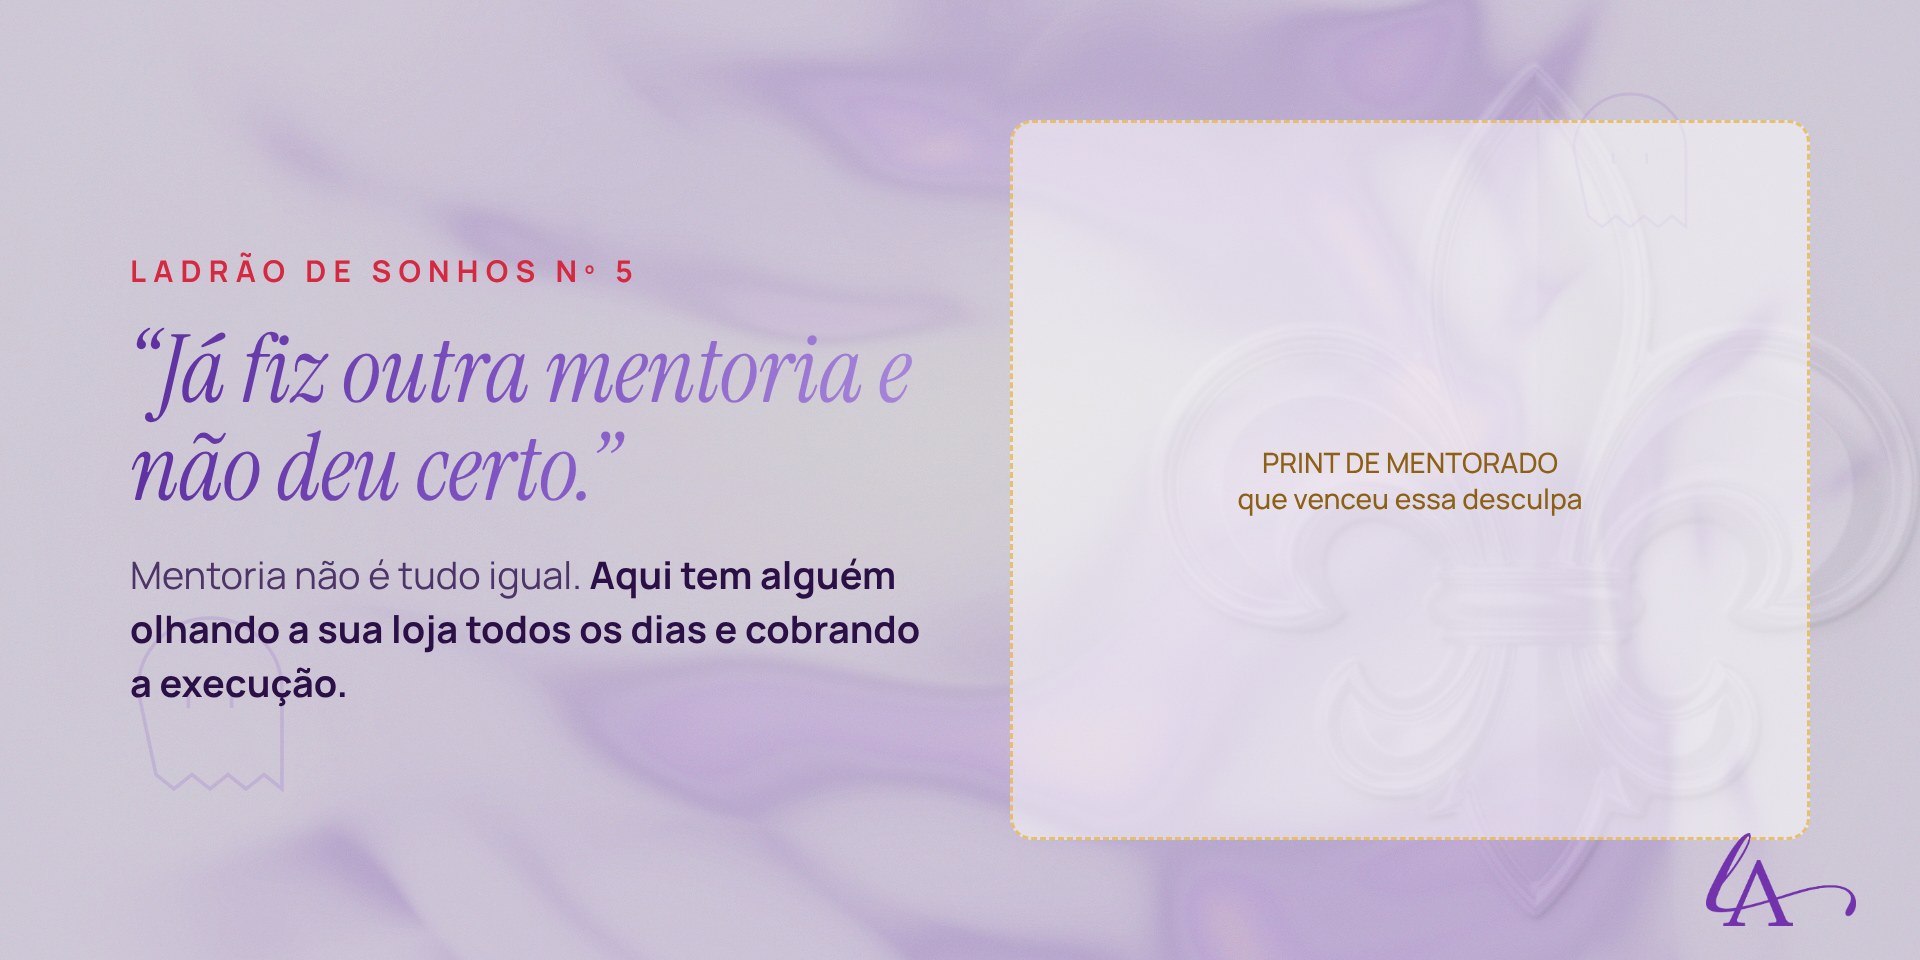 LADRÃO DE SONHOS Nº 5
“Já fiz outra mentoria e
não deu certo.”
Mentoria não é tudo igual. Aqui tem alguém
olhando a sua loja todos os dias e cobrando
a execução.
PRINT DE MENTORADO
que venceu essa desculpa
lA